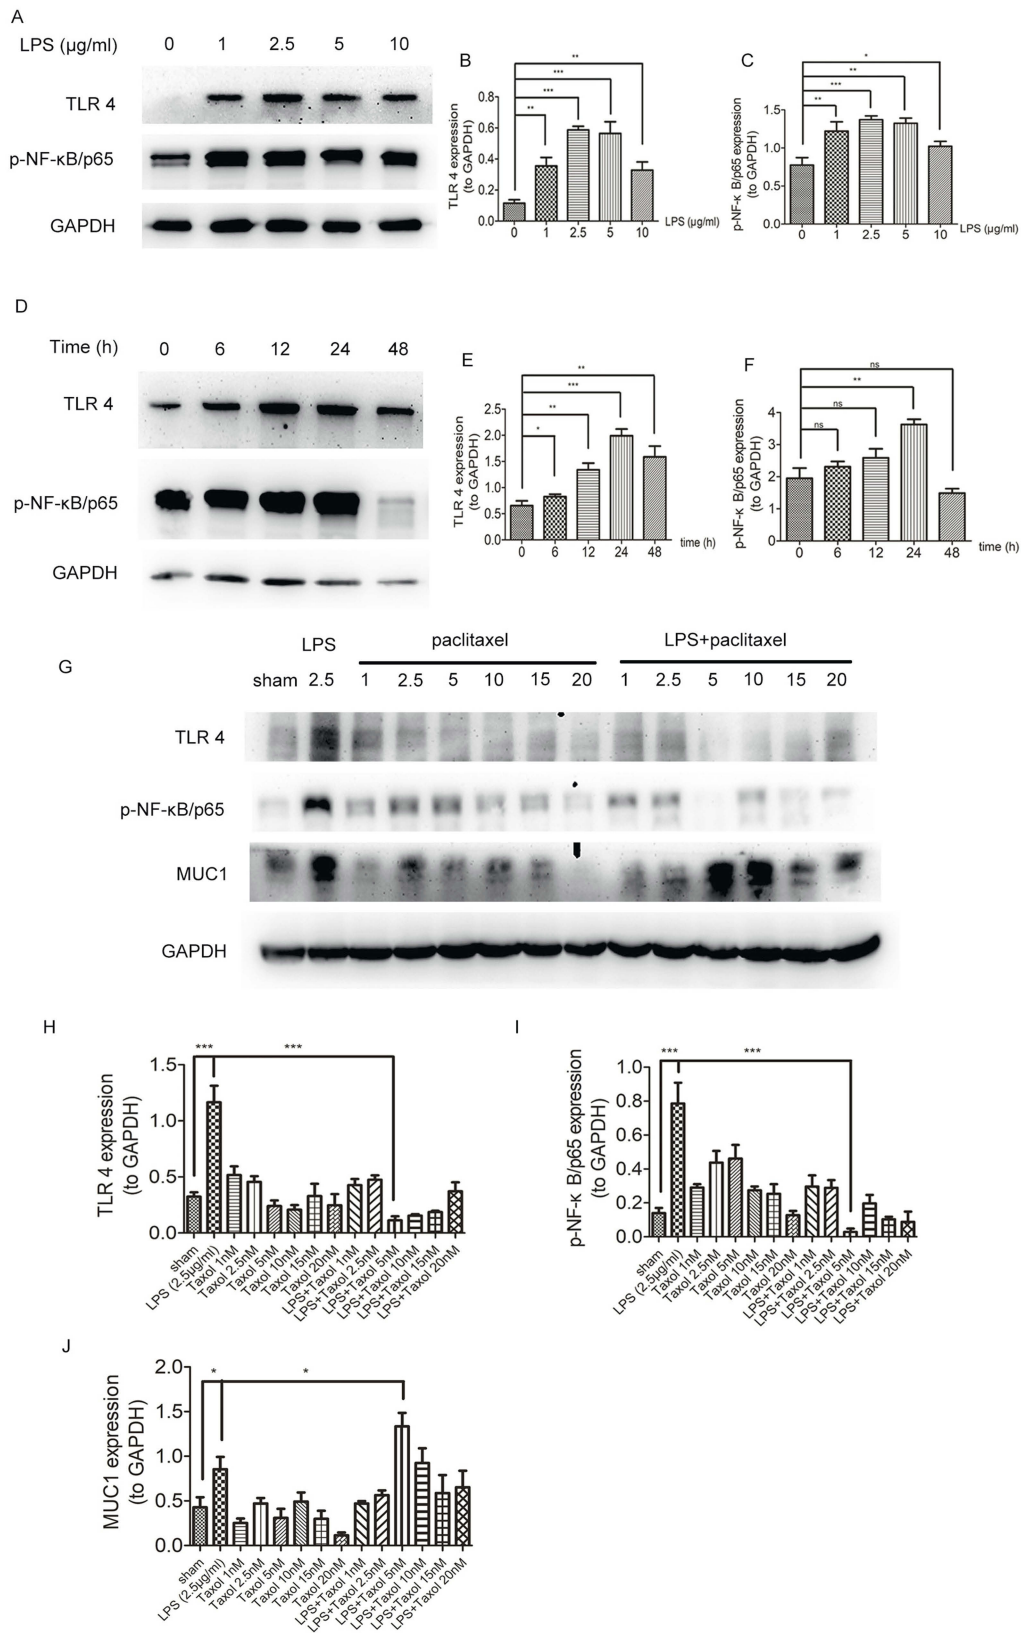 A
LPS (μg/ml) 0 1 2.5 5 10
TLR 4
p-NF-κB/p65
GAPDH
B
TLR 4 expression
(to GAPDH)
0.8
0.6
0.4
0.2
0.0
** *** *** **
0 1 2.5 5 10
LPS (μg/ml)
C
p-NF-κ B/p65 expression
(to GAPDH)
1.5
1.0
0.5
0.0
** *** ** *
0 1 2.5 5 10
LPS (μg/ml)
D
Time (h) 0 6 12 24 48
TLR 4
p-NF-κB/p65
GAPDH
E
TLR 4 expression
(to GAPDH)
2.5
2.0
1.5
1.0
0.5
0.0
* ** *** **
0 6 12 24 48
time (h)
F
p-NF-κ B/p65 expression
(to GAPDH)
4
3
2
1
0
ns ns ** ns
0 6 12 24 48
time (h)
G
LPS paclitaxel LPS+paclitaxel
sham 2.5 1 2.5 5 10 15 20 1 2.5 5 10 15 20
TLR 4
p-NF-κB/p65
MUC1
GAPDH
H
TLR 4 expression
(to GAPDH)
1.5
1.0
0.5
0.0
*** ***
sham
LPS (2.5μg/ml)
Taxol 1nM
Taxol 2.5nM
Taxol 5nM
Taxol 10nM
Taxol 15nM
Taxol 20nM
LPS+Taxol 1nM
LPS+Taxol 2.5nM
LPS+Taxol 5nM
LPS+Taxol 10nM
LPS+Taxol 15nM
LPS+Taxol 20nM
I
p-NF-κ B/p65 expression
(to GAPDH)
1.0
0.8
0.6
0.4
0.2
0.0
*** ***
sham
LPS (2.5μg/ml)
Taxol 1nM
Taxol 2.5nM
Taxol 5nM
Taxol 10nM
Taxol 15nM
Taxol 20nM
LPS+Taxol 1nM
LPS+Taxol 2.5nM
LPS+Taxol 5nM
LPS+Taxol 10nM
LPS+Taxol 15nM
LPS+Taxol 20nM
J
MUC1 expression
(to GAPDH)
2.0
1.5
1.0
0.5
0.0
* *
sham
LPS (2.5μg/ml)
Taxol 1nM
Taxol 2.5nM
Taxol 5nM
Taxol 10nM
Taxol 15nM
Taxol 20nM
LPS+Taxol 1nM
LPS+Taxol 2.5nM
LPS+Taxol 5nM
LPS+Taxol 10nM
LPS+Taxol 15nM
LPS+Taxol 20nM